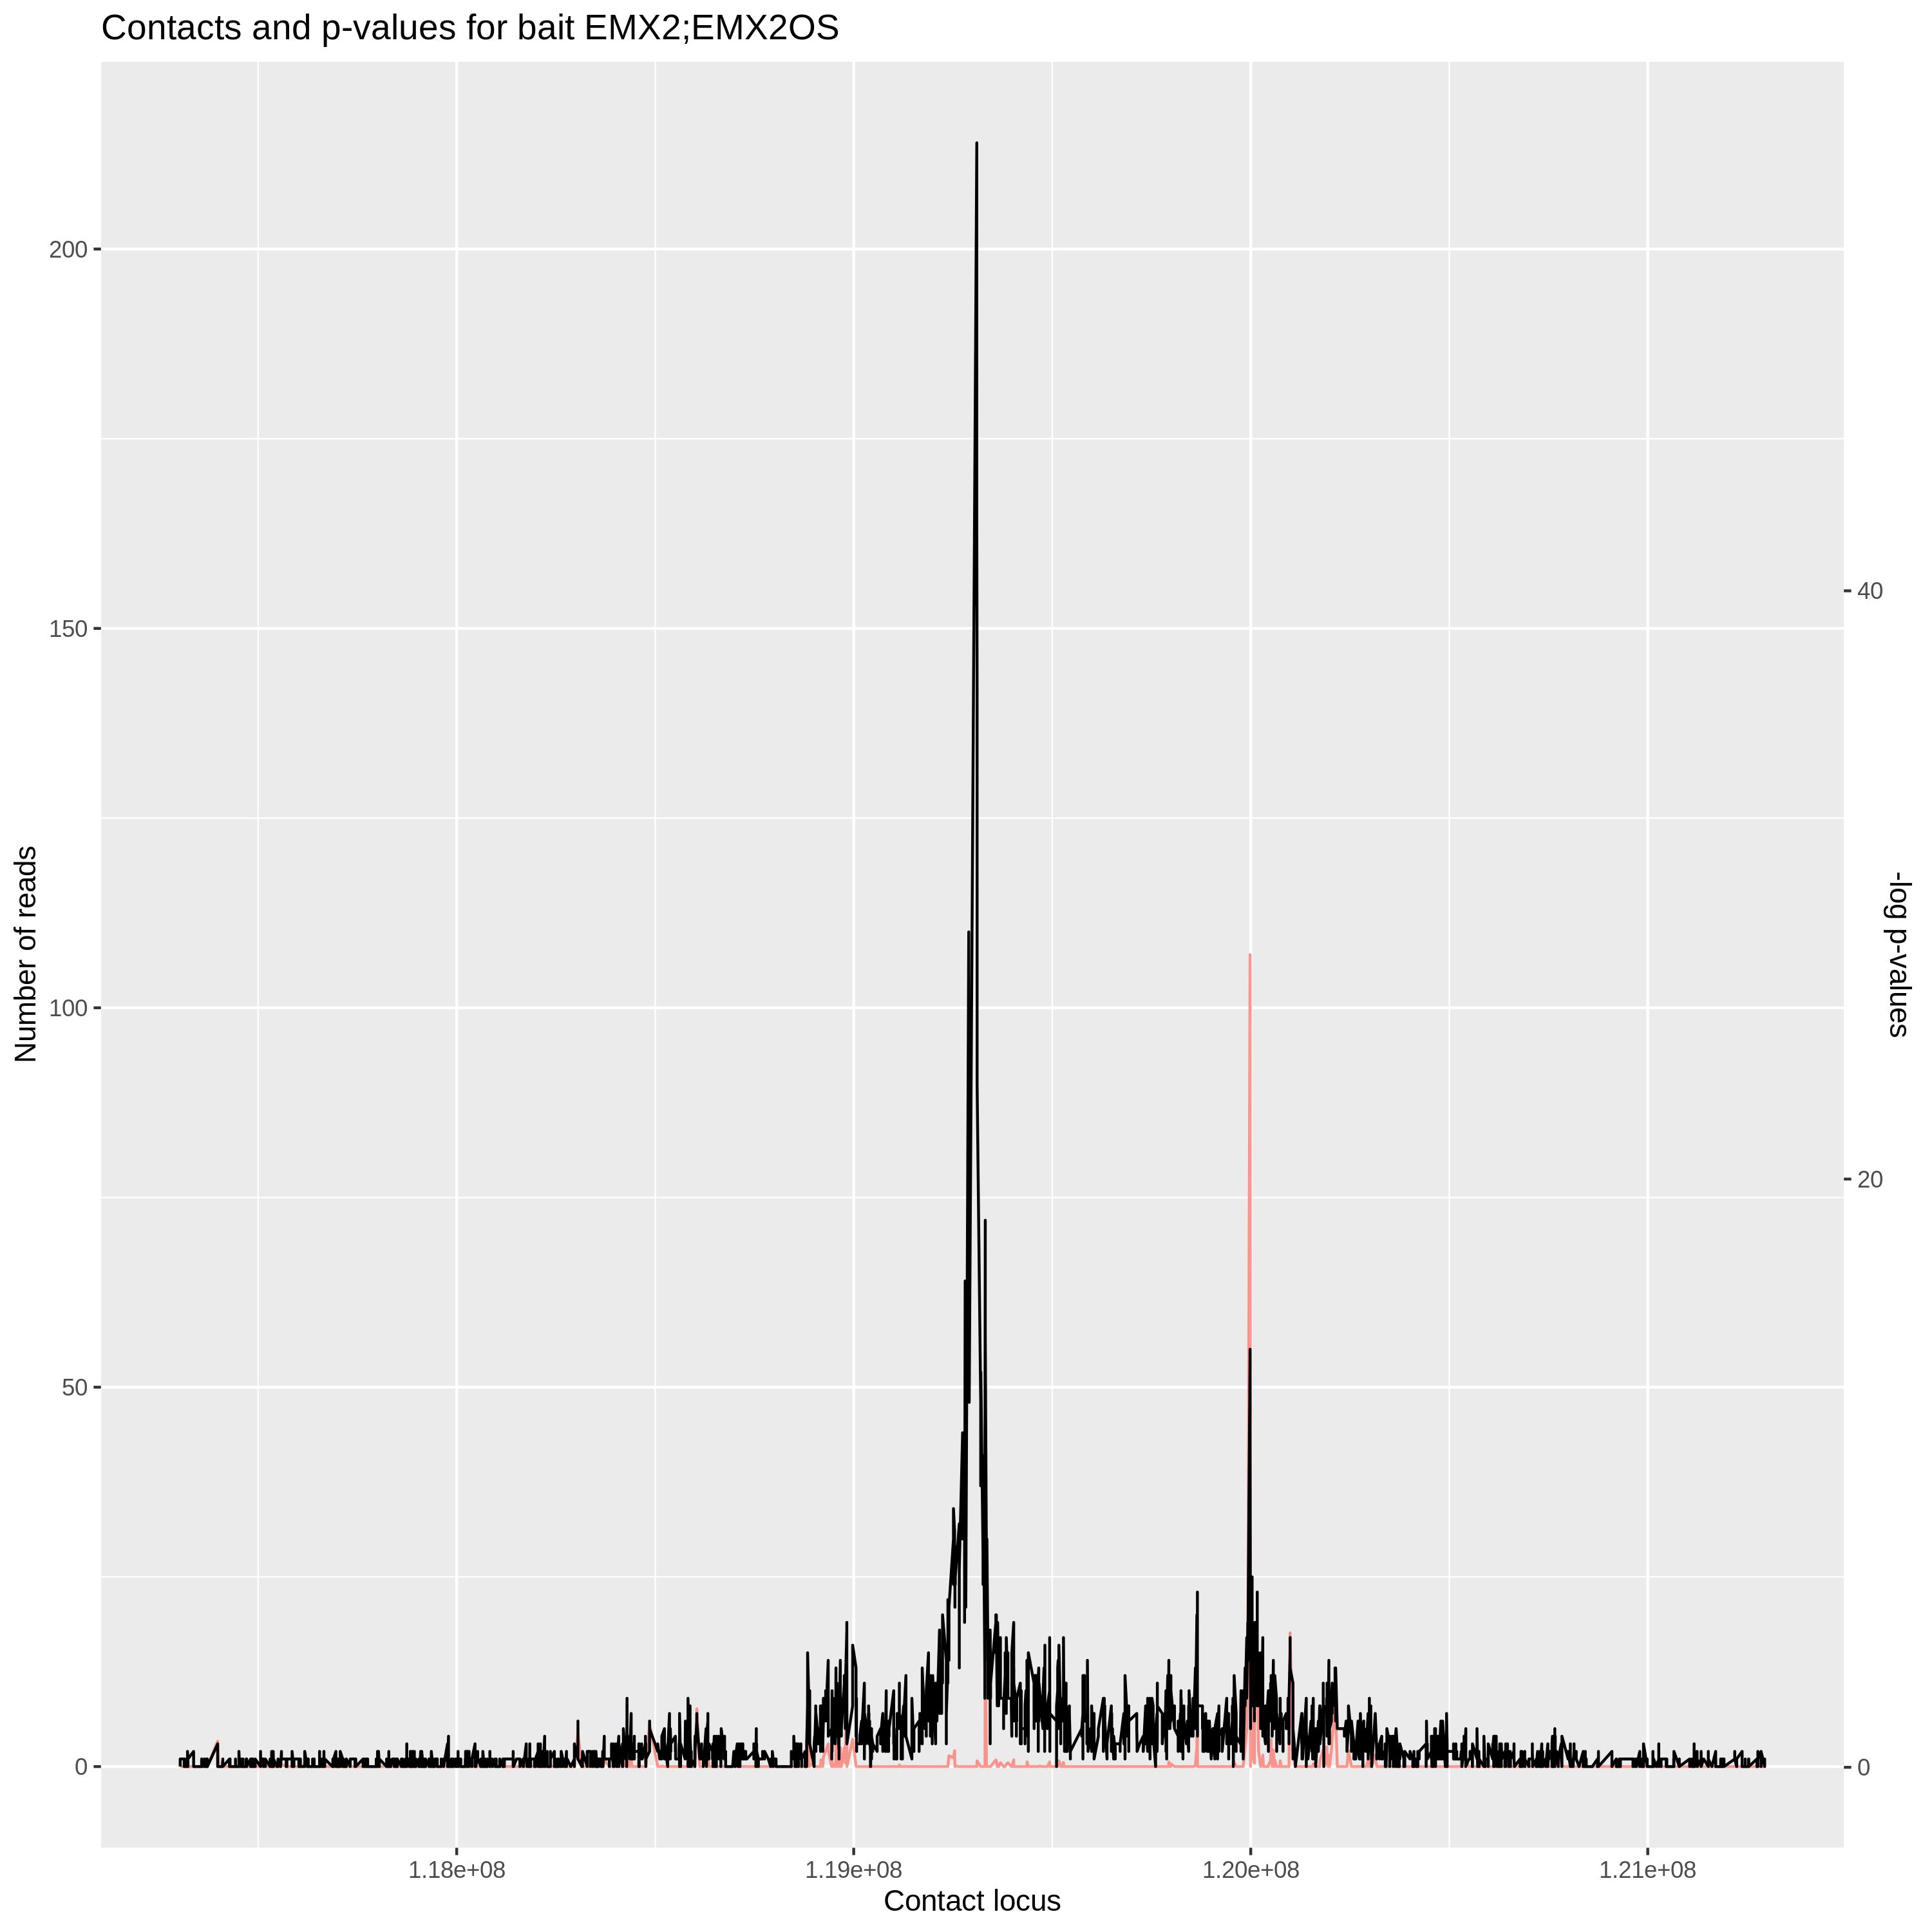 Contacts and p-values for bait EMX2;EMX2OS
Number of reads
200
150
100
50
0
40
20
0
-log p-values
1.18e+08
1.19e+08
1.20e+08
1.21e+08
Contact locus